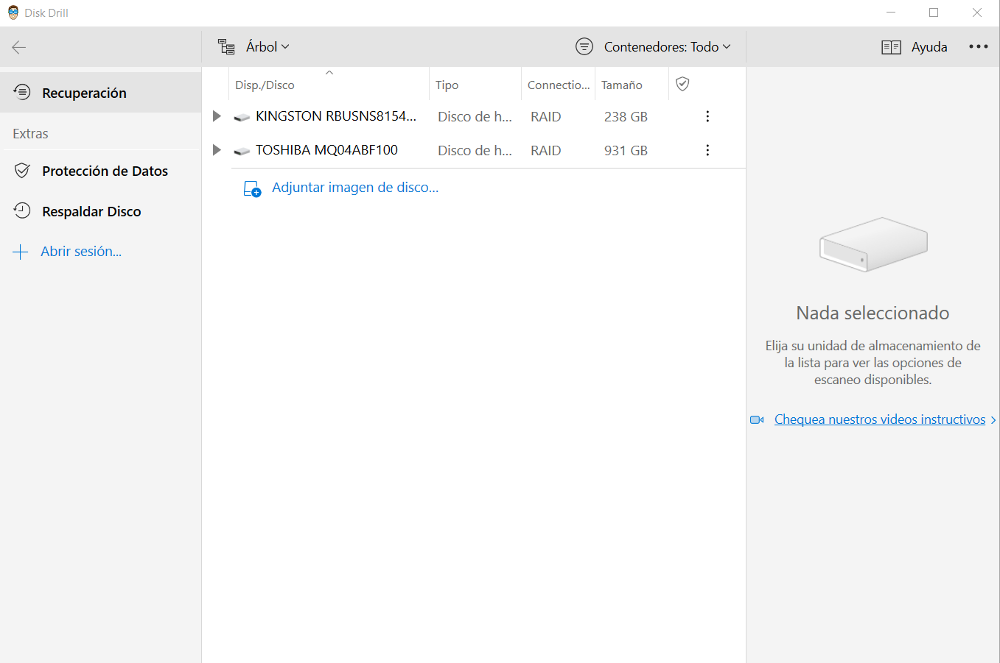 Disk Drill
Árbol
Contenedores: Todo
Ayuda
Recuperación
Extras
Protección de Datos
Respaldar Disco
Abrir sesión...
Disp./Disco Tipo Connectio... Tamaño
KINGSTON RBUSNS8154... Disco de h... RAID 238 GB
TOSHIBA MQ04ABF100 Disco de h... RAID 931 GB
Adjuntar imagen de disco...
Nada seleccionado
Elija su unidad de almacenamiento de
la lista para ver las opciones de
escaneo disponibles.
Chequea nuestros videos instructivos